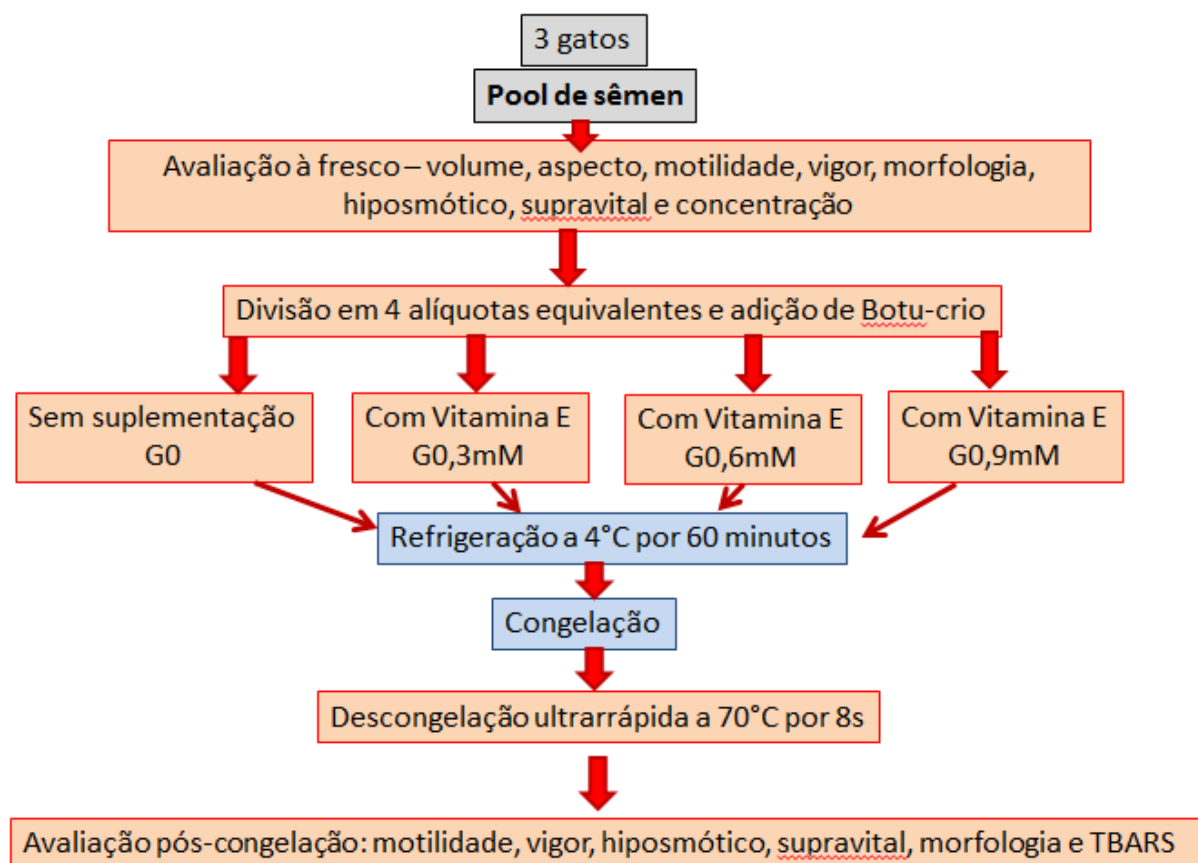 3 gatos
Pool de sêmen
Avaliação à fresco – volume, aspecto, motilidade, vigor, morfologia,
hiposmótico, supravital e concentração
Divisão em 4 alíquotas equivalentes e adição de Botu-crio
Sem suplementação
G0
Com Vitamina E
G0,3mM
Com Vitamina E
G0,6mM
Com Vitamina E
G0,9mM
Refrigeração a 4°C por 60 minutos
Congelação
Descongelação ultrarrápida a 70°C por 8s
Avaliação pós-congelação: motilidade, vigor, hiposmótico, supravital, morfologia e TBARS